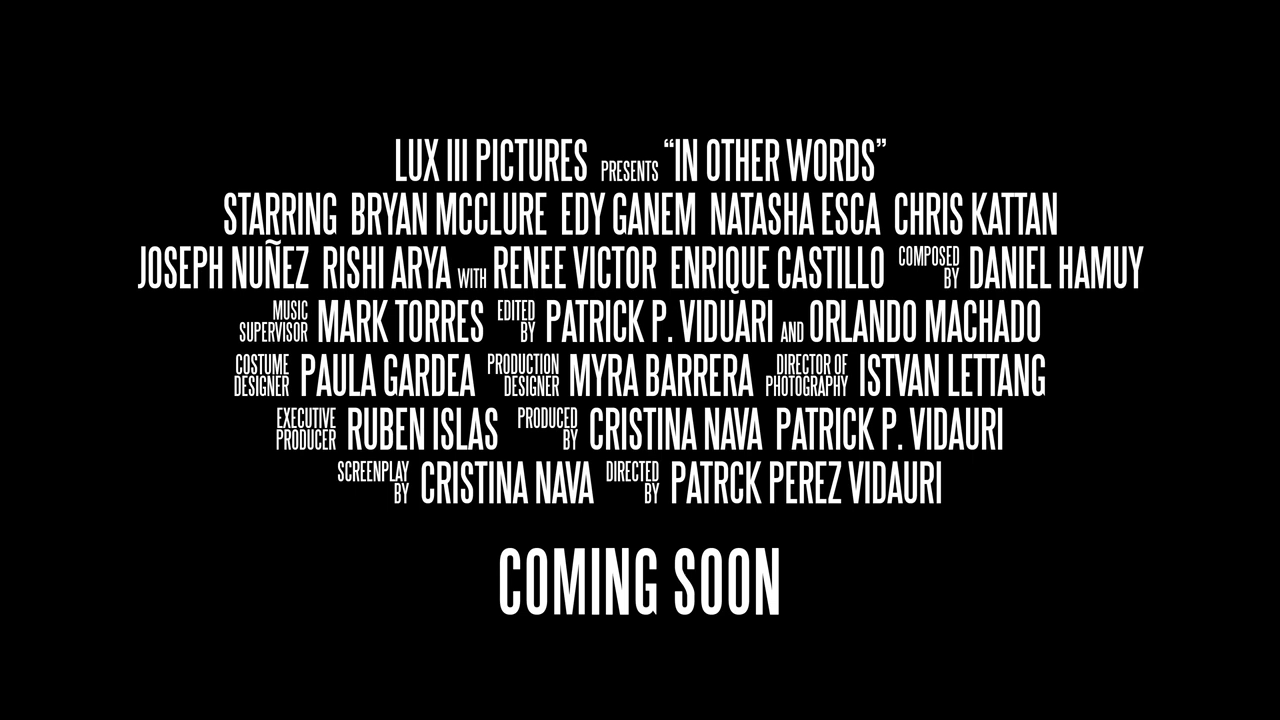 LUX III PICTURES PRESENTS “IN OTHER WORDS”
STARRING BRYAN MCCLURE EDY GANEM NATASHA ESCA CHRIS KATTAN
JOSEPH NUÑEZ RISHI ARYA WITH RENEE VICTOR ENRIQUE CASTILLO COMPOSED BY DANIEL HAMUY
MUSIC SUPERVISOR MARK TORRES EDITED BY PATRICK P. VIDUARI AND ORLANDO MACHADO
COSTUME DESIGNER PAULA GARDEA PRODUCTION DESIGNER MYRA BARRERA DIRECTOR OF PHOTOGRAPHY ISTVAN LETTANG
EXECUTIVE PRODUCER RUBEN ISLAS PRODUCED BY CRISTINA NAVA PATRICK P. VIDAURI
SCREENPLAY BY CRISTINA NAVA DIRECTED BY PATRCK PEREZ VIDAURI
COMING SOON